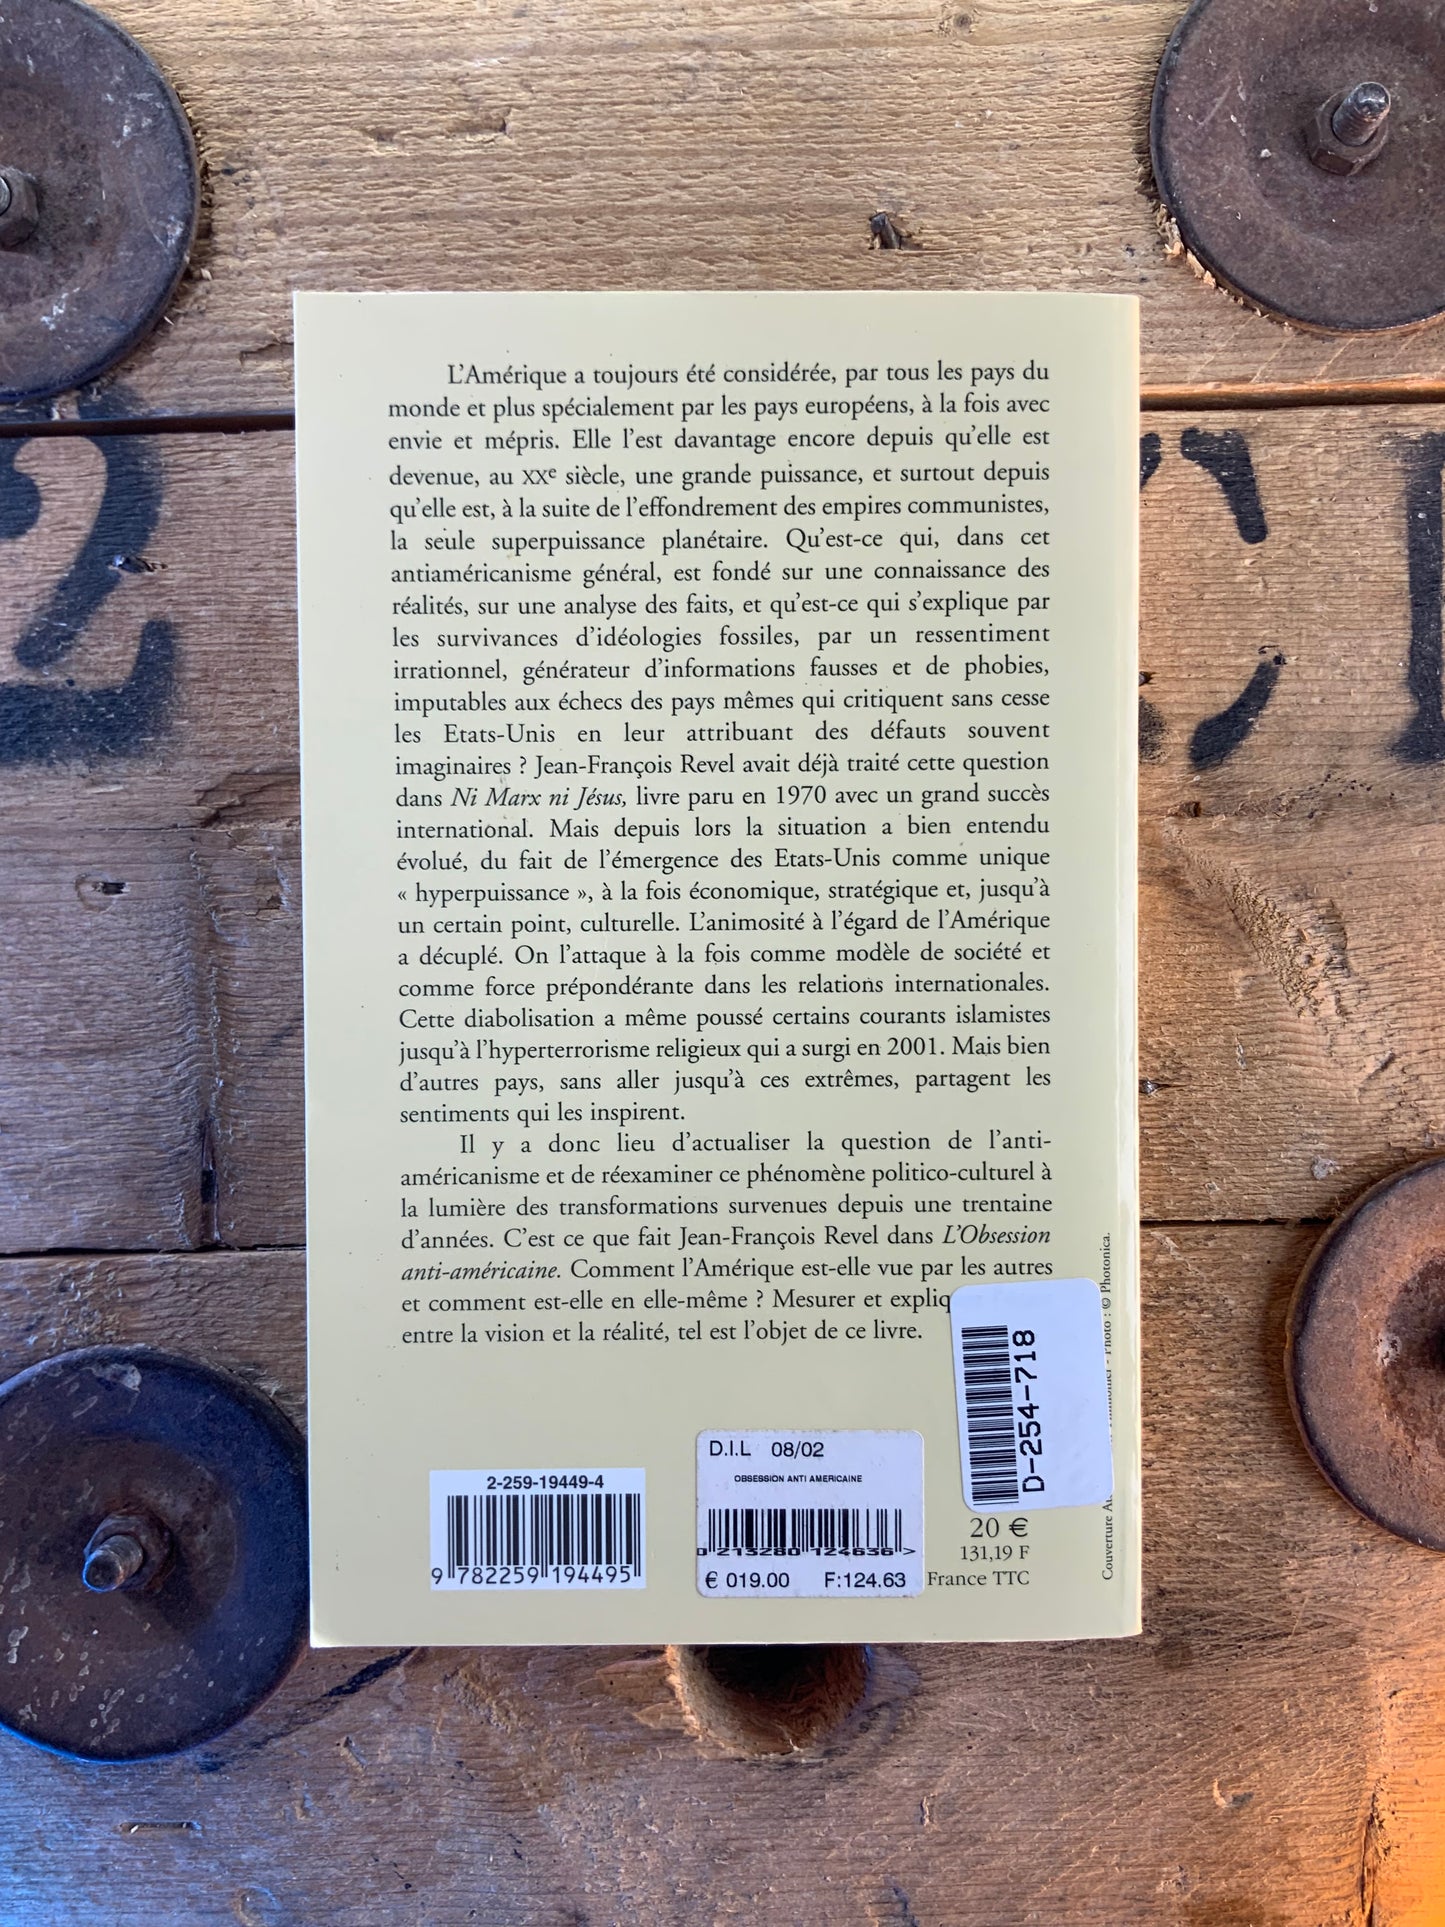 L'Amérique a toujours été considérée, par tous les pays du
monde et plus spécialement par les pays européens, à la fois avec
envie et mépris. Elle l'est davantage encore depuis qu'elle est
devenue, au XXe siècle, une grande puissance, et surtout depuis
qu'elle est, à la suite de l'effondrement des empires communistes,
la seule superpuissance planétaire. Qu'est-ce qui, dans cet
antiaméricanisme général, est fondé sur une connaissance des
réalités, sur une analyse des faits, et qu'est-ce qui s'explique par
les survivances d'idéologies fossiles, par un ressentiment
irrationnel, générateur d'informations fausses et de phobies,
imputables aux échecs des pays mêmes qui critiquent sans cesse
les Etats-Unis en leur attribuant des défauts souvent
imaginaires ? Jean-François Revel avait déjà traité cette question
dans Ni Marx ni Jésus, livre paru en 1970 avec un grand succès
international. Mais depuis lors la situation a bien entendu
évolué, du fait de l'émergence des Etats-Unis comme unique
« hyperpuissance », à la fois économique, stratégique et, jusqu'à
un certain point, culturelle. L'animosité à l'égard de l'Amérique
a décuplé. On l'attaque à la fois comme modèle de société et
comme force prépondérante dans les relations internationales.
Cette diabolisation a même poussé certains courants islamistes
jusqu'à l'hyperterrorisme religieux qui a surgi en 2001. Mais bien
d'autres pays, sans aller jusqu'à ces extrêmes, partagent les
sentiments qui les inspirent.
Il y a donc lieu d'actualiser la question de l'anti-
américanisme et de réexaminer ce phénomène politico-culturel à
la lumière des transformations survenues depuis une trentaine
d'années. C'est ce que fait Jean-François Revel dans L'Obsession
anti-américaine. Comment l'Amérique est-elle vue par les autres
et comment est-elle en elle-même ? Mesurer et
entre la vision et la réalité, tel est l'objet de ce livre.
D-254-718
2-259-19449-4
9 782259 194495
D.I.L 08/02
OBSESSION ANTI AMERICAINE
0 213280 124636 >
€ 019.00 F:124.63
20 €
131,19 F
France TTC
Couverture
Photo : © Photonica.
2